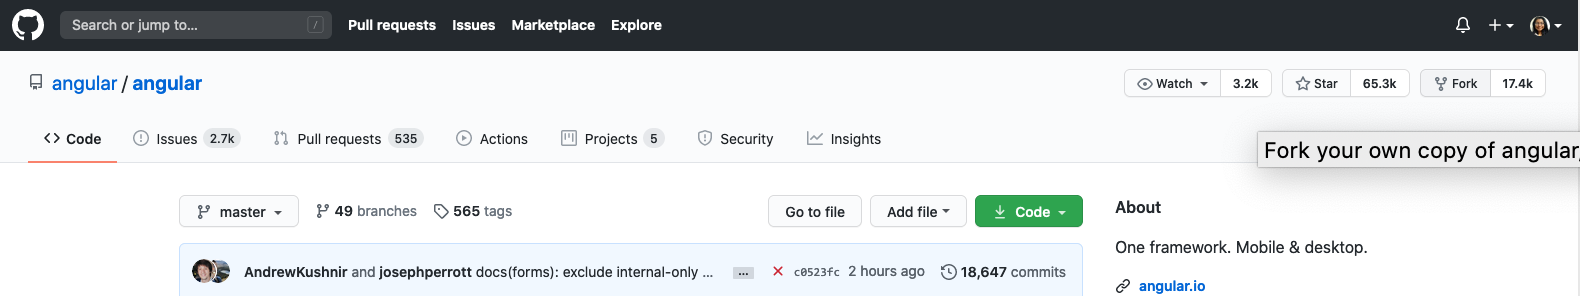 Search or jump to... / Pull requests Issues Marketplace Explore
angular / angular Watch 3.2k Star 65.3k Fork 17.4k
Code Issues 2.7k Pull requests 535 Actions Projects 5 Security Insights
Fork your own copy of angular/
master 49 branches 565 tags Go to file Add file Code
About
One framework. Mobile & desktop.
AndrewKushnir and josephperrott docs(forms): exclude internal-only ... ... c0523fc 2 hours ago 18,647 commits
angular.io